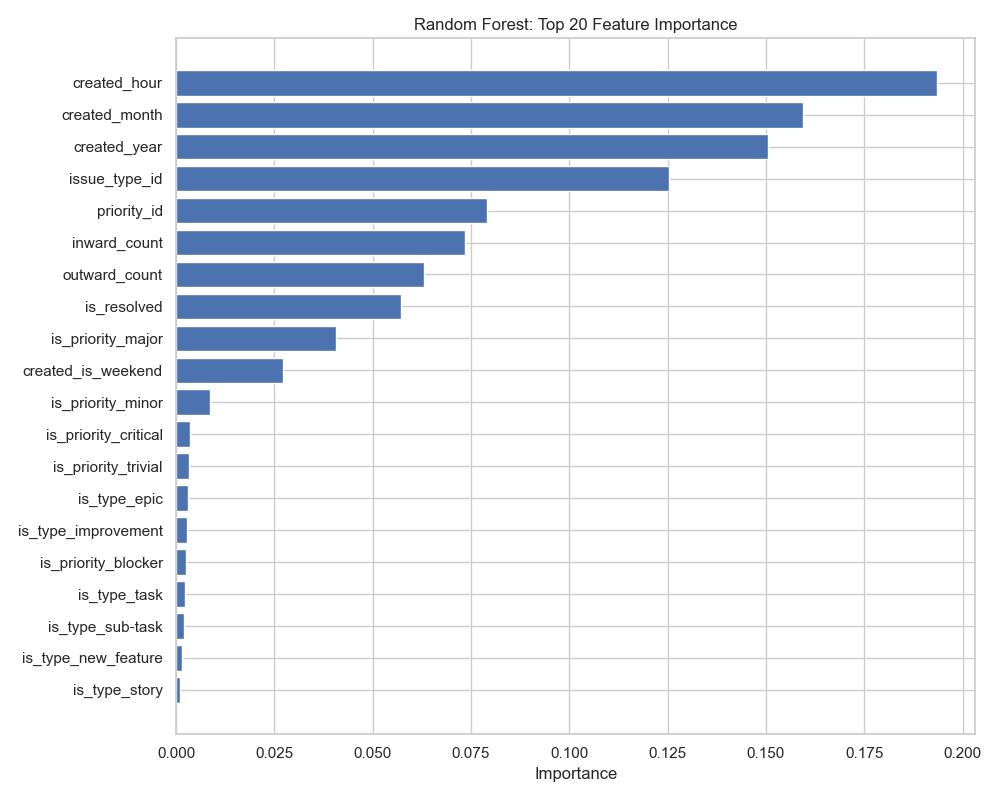 Random Forest: Top 20 Feature Importance
created_hour
created_month
created_year
issue_type_id
priority_id
inward_count
outward_count
is_resolved
is_priority_major
created_is_weekend
is_priority_minor
is_priority_critical
is_priority_trivial
is_type_epic
is_type_improvement
is_priority_blocker
is_type_task
is_type_sub-task
is_type_new_feature
is_type_story
0.000 0.025 0.050 0.075 0.100 0.125 0.150 0.175 0.200
Importance